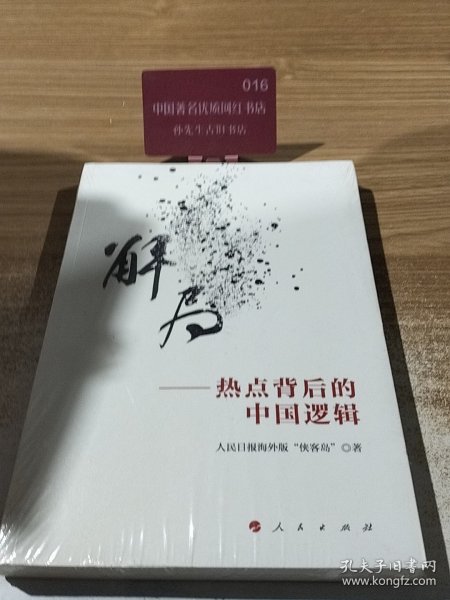 016
中国著名优质网红书店
孙先生古旧书店
解
局
——热点背后的
中国逻辑
人民日报海外版“侠客岛”◎著
人民出版社
孔夫子旧书网
www.kongfz.com